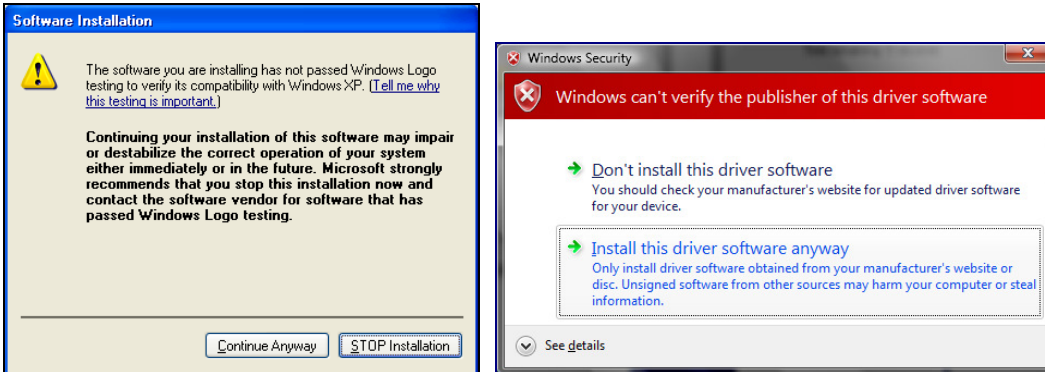 Software Installation
The software you are installing has not passed Windows Logo
testing to verify its compatibility with Windows XP. (Tell me why
this testing is important.)
Continuing your installation of this software may impair
or destabilize the correct operation of your system
either immediately or in the future. Microsoft strongly
recommends that you stop this installation now and
contact the software vendor for software that has
passed Windows Logo testing.
Continue Anyway
STOP Installation
Windows Security
Windows can't verify the publisher of this driver software
Don't install this driver software
You should check your manufacturer's website for updated driver software
for your device.
Install this driver software anyway
Only install driver software obtained from your manufacturer's website or
disc. Unsigned software from other sources may harm your computer or steal
information.
See details